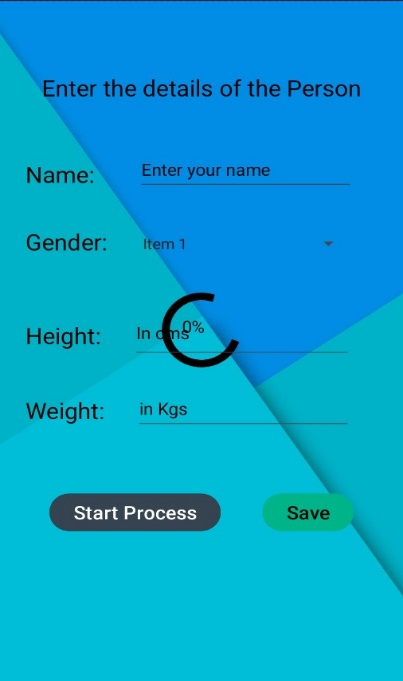 Enter the details of the Person
Name: Enter your name
Gender: Item 1
Height: In cms 0%
Weight: in Kgs
Start Process Save